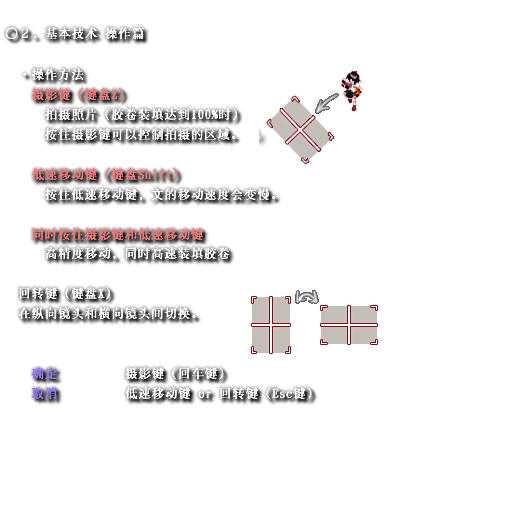 〇２、基本技术 操作篇
・操作方法
摄影键（键盘Z）
拍摄照片（胶卷装填达到100%时）
按住摄影键可以控制拍摄的区域。
低速移动键（键盘Shift）
按住低速移动键，文的移动速度会变慢。
同时按住摄影键和低速移动键
高精度移动，同时高速装填胶卷
回转键（键盘X）
在纵向镜头和横向镜头间切换。
确定 摄影键（回车键）
取消 低速移动键 or 回转键（Esc键）